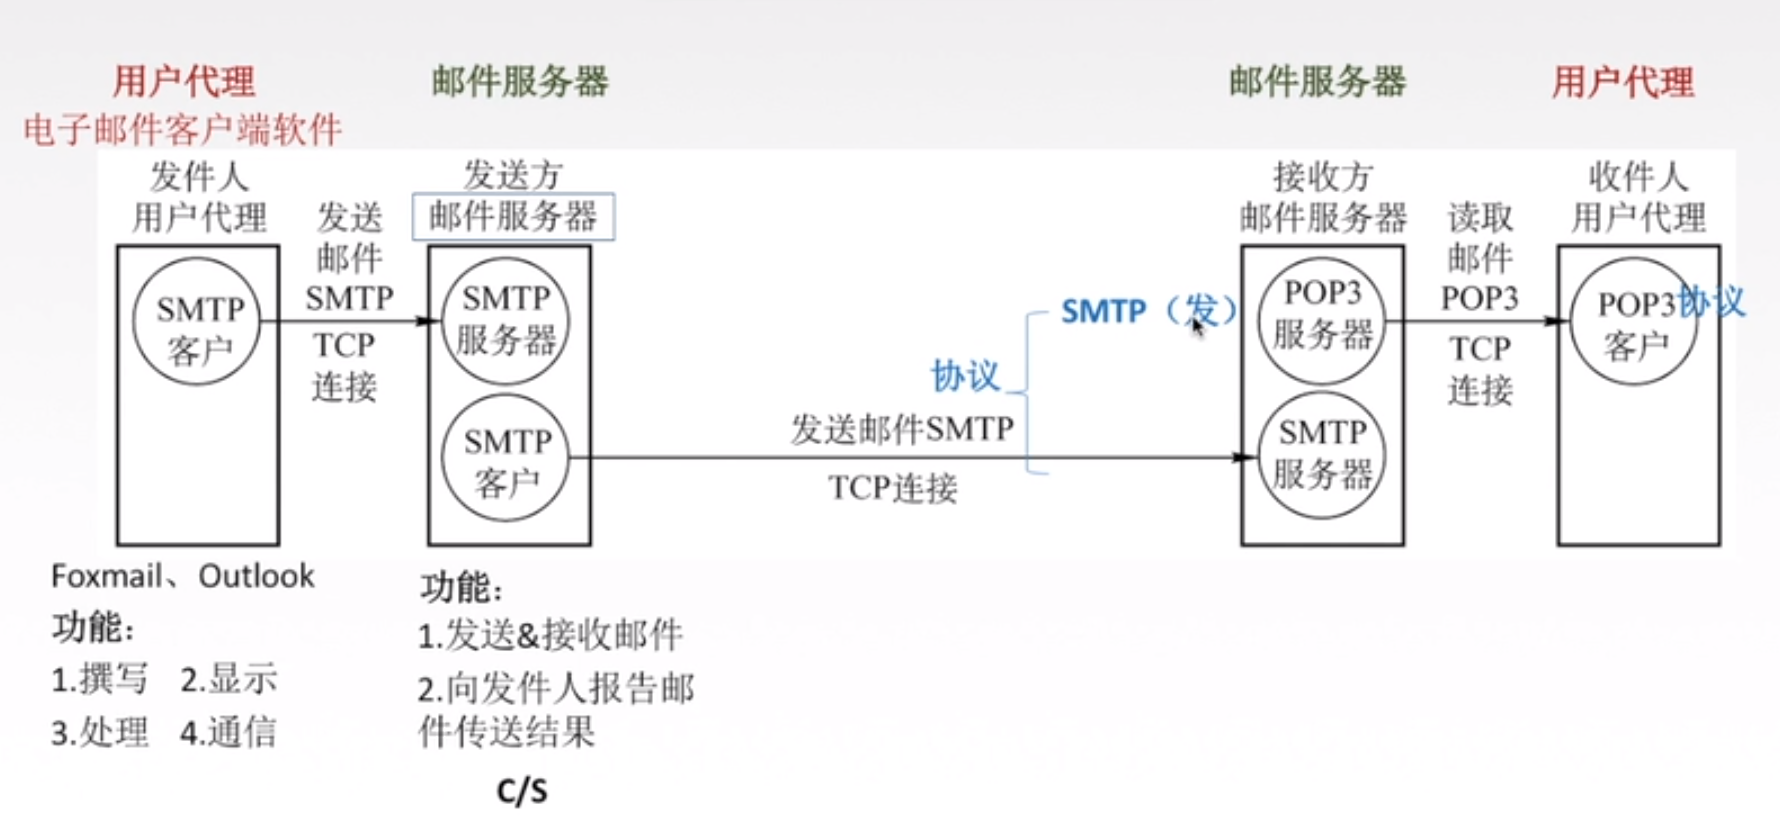 用户代理
电子邮件客户端软件
邮件服务器
邮件服务器
用户代理
发件人
用户代理
发送
邮件
SMTP
TCP
连接
发送方
邮件服务器
接收方
邮件服务器
读取
邮件
POP3
TCP
连接
收件人
用户代理
SMTP
客户
SMTP
服务器
SMTP
客户
协议
SMTP（发）
发送邮件SMTP
TCP连接
POP3
服务器
SMTP
服务器
POP3
客户
协议
Foxmail、Outlook
功能：
1.撰写 2.显示
3.处理 4.通信
功能：
1.发送&接收邮件
2.向发件人报告邮
件传送结果
C/S